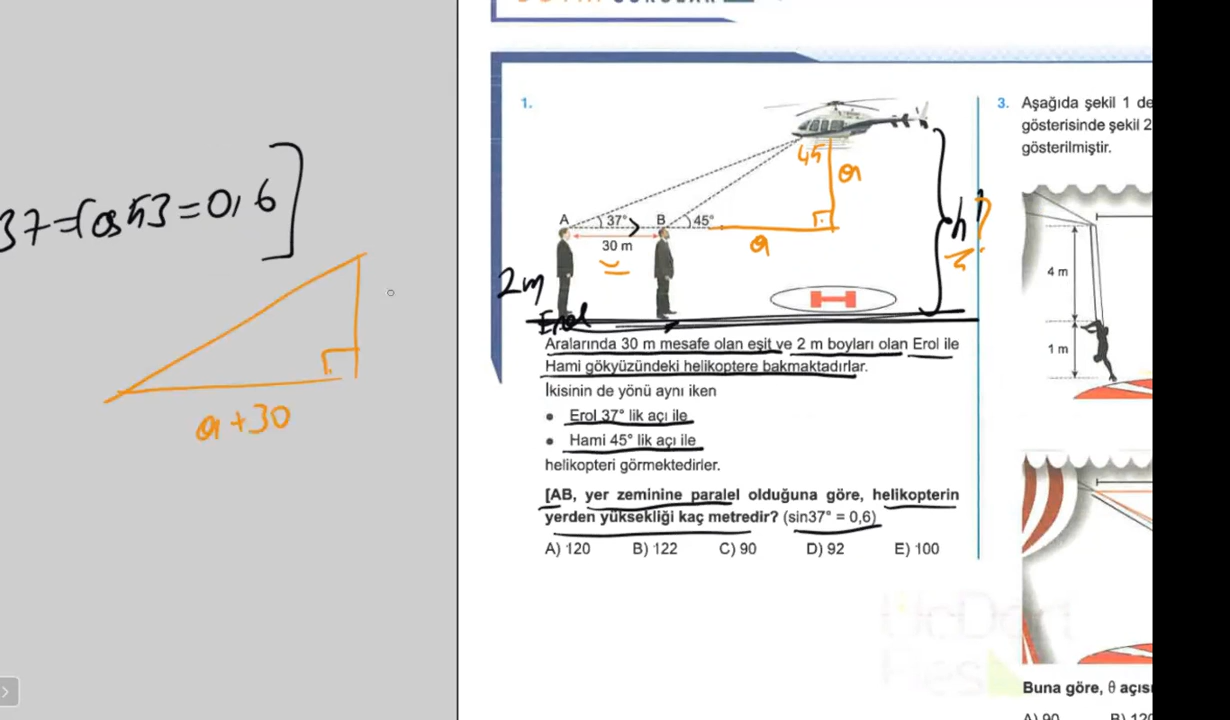 37 = Cos 53 = 0,6]
a + 30
1.
45
a
A
37°
B
45°
30 m
a
h?
2m
Erol
Aralarında 30 m mesafe olan eşit ve 2 m boyları olan Erol ile
Hami gökyüzündeki helikoptere bakmaktadırlar.
İkisinin de yönü aynı iken
• Erol 37° lik açı ile
• Hami 45° lik açı ile
helikopteri görmektedirler.
[AB, yer zeminine paralel olduğuna göre, helikopterin
yerden yüksekliği kaç metredir? (sin37° = 0,6)
A) 120 B) 122 C) 90 D) 92 E) 100
3. Aşağıda şekil 1 de
gösterisinde şekil 2
gösterilmiştir.
4 m
1 m
Buna göre, θ açısı
A) 90 B) 120